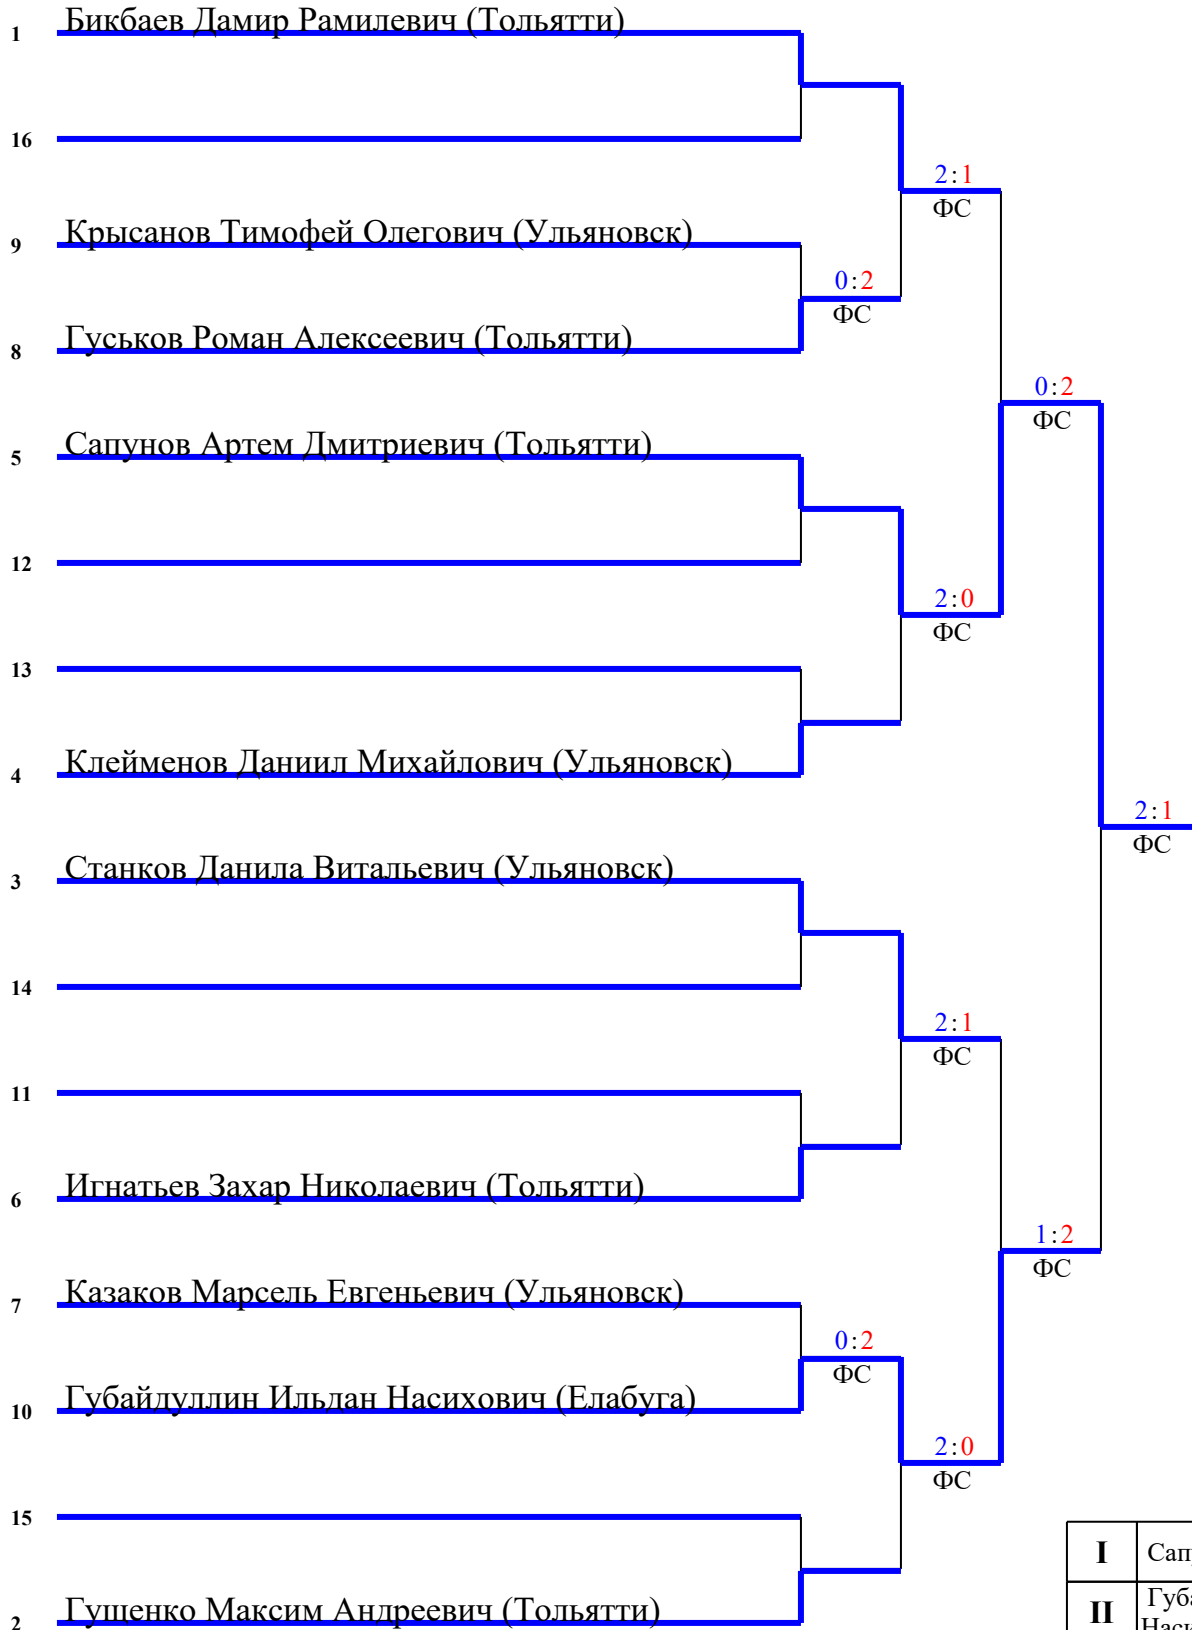 1 Бикбаев Дамир Рамилевич (Тольятти)
16
2:1
ФС
9 Крысанов Тимофей Олегович (Ульяновск)
0:2
ФС
8 Гуськов Роман Алексеевич (Тольятти)
0:2
ФС
5 Сапунов Артем Дмитриевич (Тольятти)
12
2:0
ФС
13
4 Клейменов Даниил Михайлович (Ульяновск)
2:1
ФС
3 Станков Данила Витальевич (Ульяновск)
14
2:1
ФС
11
6 Игнатьев Захар Николаевич (Тольятти)
1:2
ФС
7 Казаков Марсель Евгеньевич (Ульяновск)
0:2
ФС
10 Губайдуллин Ильдан Насихович (Елабуга)
2:0
ФС
15
I
2 Гущенко Максим Андреевич (Тольятти)
II